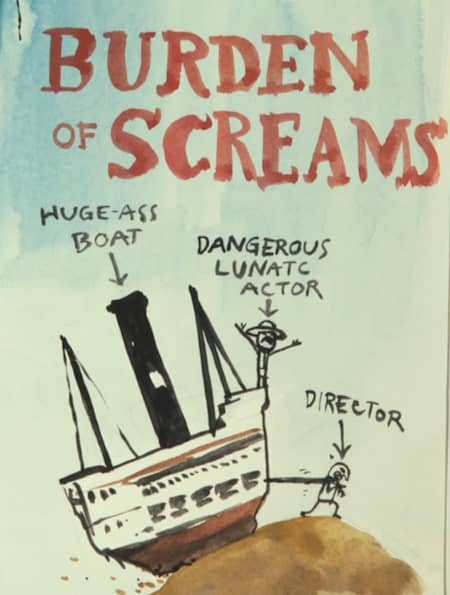 BURDEN
OF SCREAMS
HUGE-ASS
BOAT
DANGEROUS
LUNATC
ACTOR
DIRECTOR